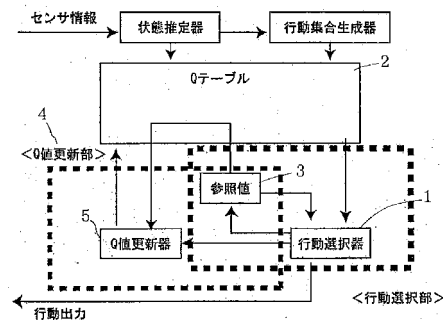 センサ情報
状態推定器
行動集合生成器
2
Qテーブル
4
<Q値更新部>
3
参照値
1
5
Q値更新器
行動選択器
行動出力
<行動選択部>